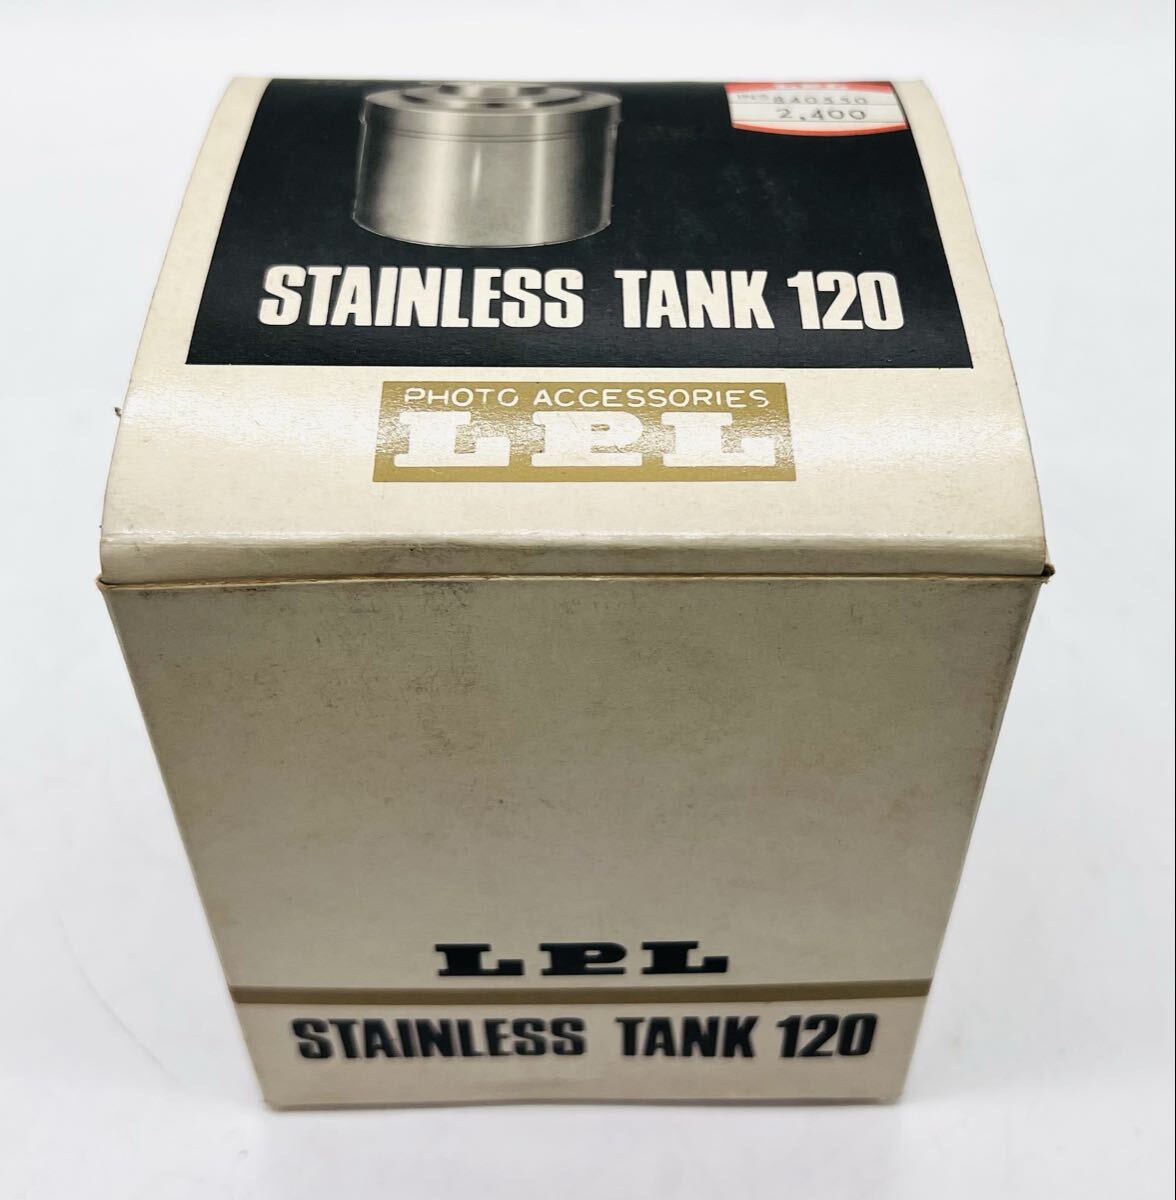 2,400
STAINLESS TANK 120
PHOTO ACCESSORIES
LPL
LPL
STAINLESS TANK 120